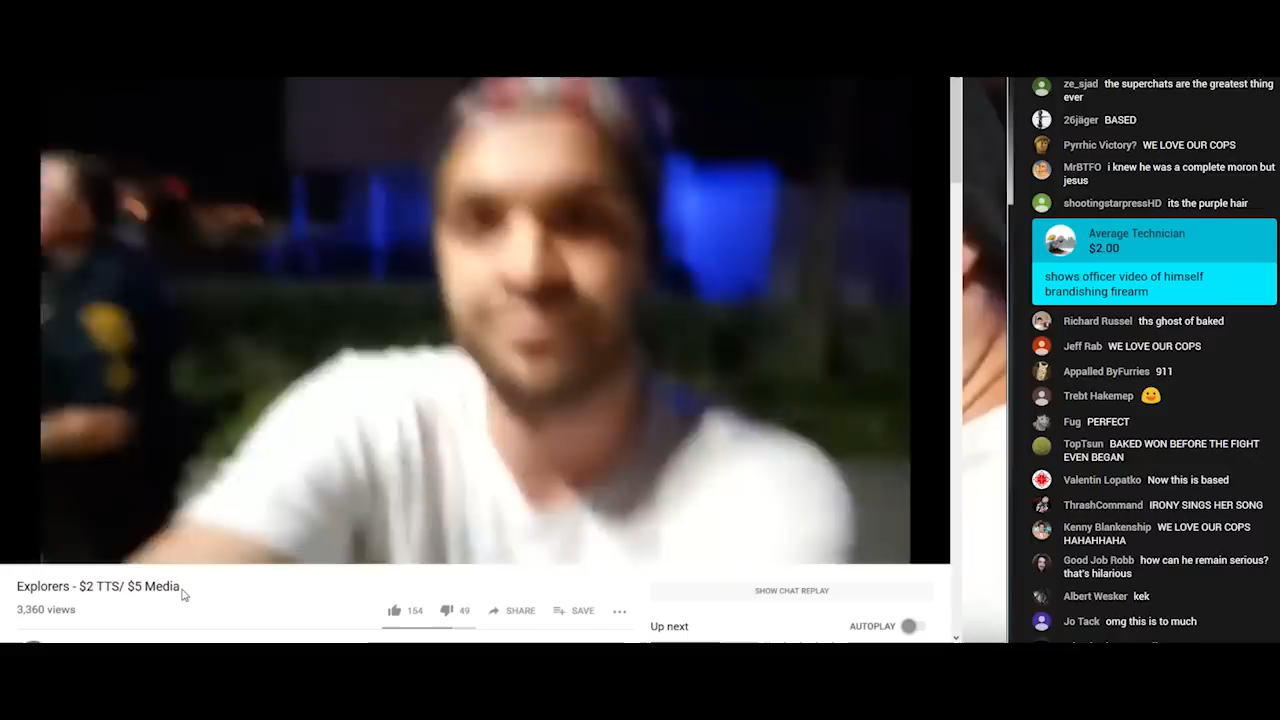 ze_sjad the superchats are the greatest thing
ever
26jäger BASED
Pyrrhic Victory? WE LOVE OUR COPS
MrBTFO i knew he was a complete moron but
jesus
shootingstarpressHD its the purple hair
Average Technician
$2.00
shows officer video of himself
brandishing firearm
Richard Russel ths ghost of baked
Jeff Rab WE LOVE OUR COPS
Appalled ByFurries 911
Trebt Hakemep
Fug PERFECT
TopTsun BAKED WON BEFORE THE FIGHT
EVEN BEGAN
Valentin Lopatko Now this is based
ThrashCommand IRONY SINGS HER SONG
Kenny Blankenship WE LOVE OUR COPS
HAHAHHAHA
Good Job Robb how can he remain serious?
that's hilarious
Albert Wesker kek
Jo Tack omg this is to much
Explorers - $2 TTS/ $5 Media
3,360 views
154
49
SHARE
SAVE
SHOW CHAT REPLAY
Up next
AUTOPLAY